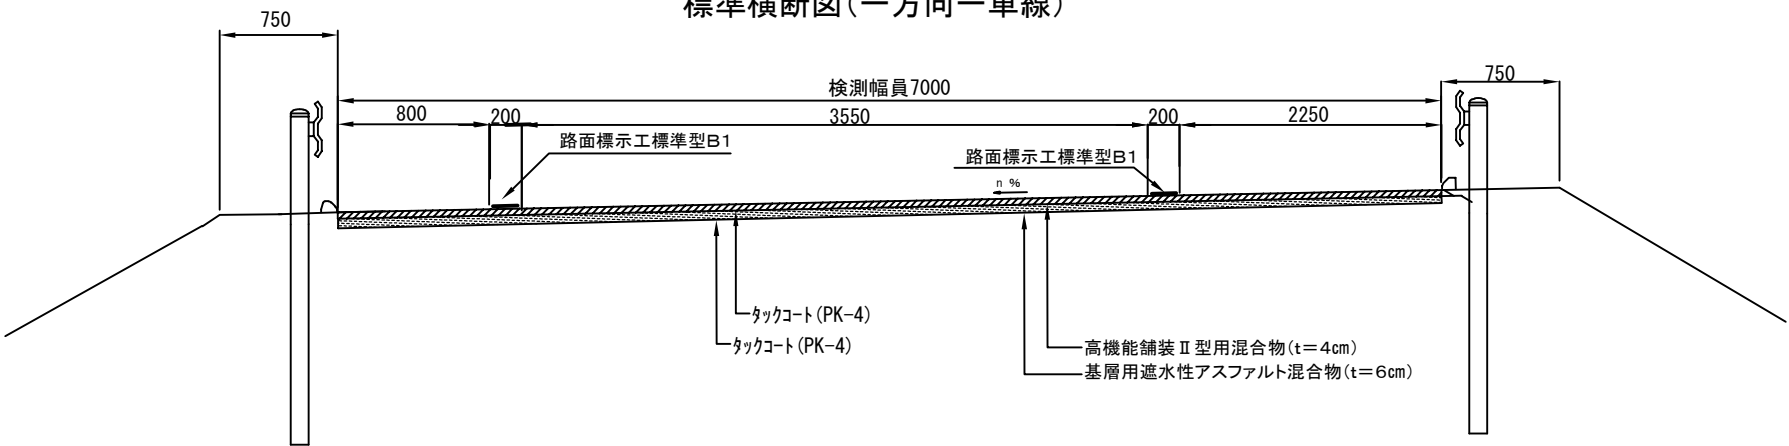 標準横断図(一方向一車線)
750
750
検測幅員7000
800
200
3550
200
2250
路面標示工標準型B1
路面標示工標準型B1
n %
タックコート(PK-4)
タックコート(PK-4)
高機能舗装Ⅱ型用混合物(t=4cm)
基層用遮水性アスファルト混合物(t=6cm)